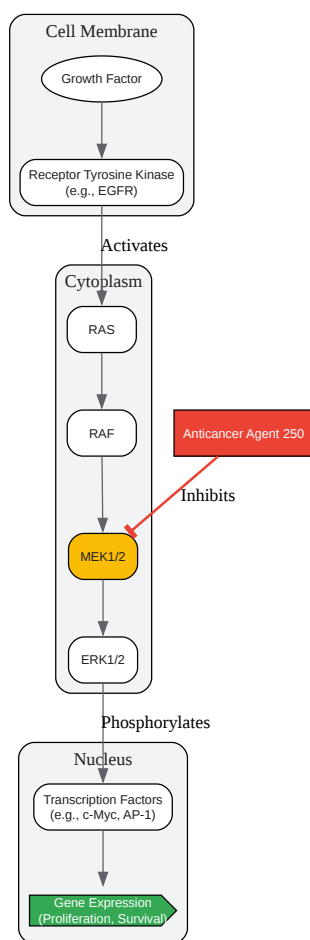 Cell Membrane
Growth Factor
Receptor Tyrosine Kinase
(e.g., EGFR)
Activates
Cytoplasm
RAS
RAF
Anticancer Agent 250
Inhibits
MEK1/2
ERK1/2
Phosphorylates
Nucleus
Transcription Factors
(e.g., c-Myc, AP-1)
Gene Expression
(Proliferation, Survival)